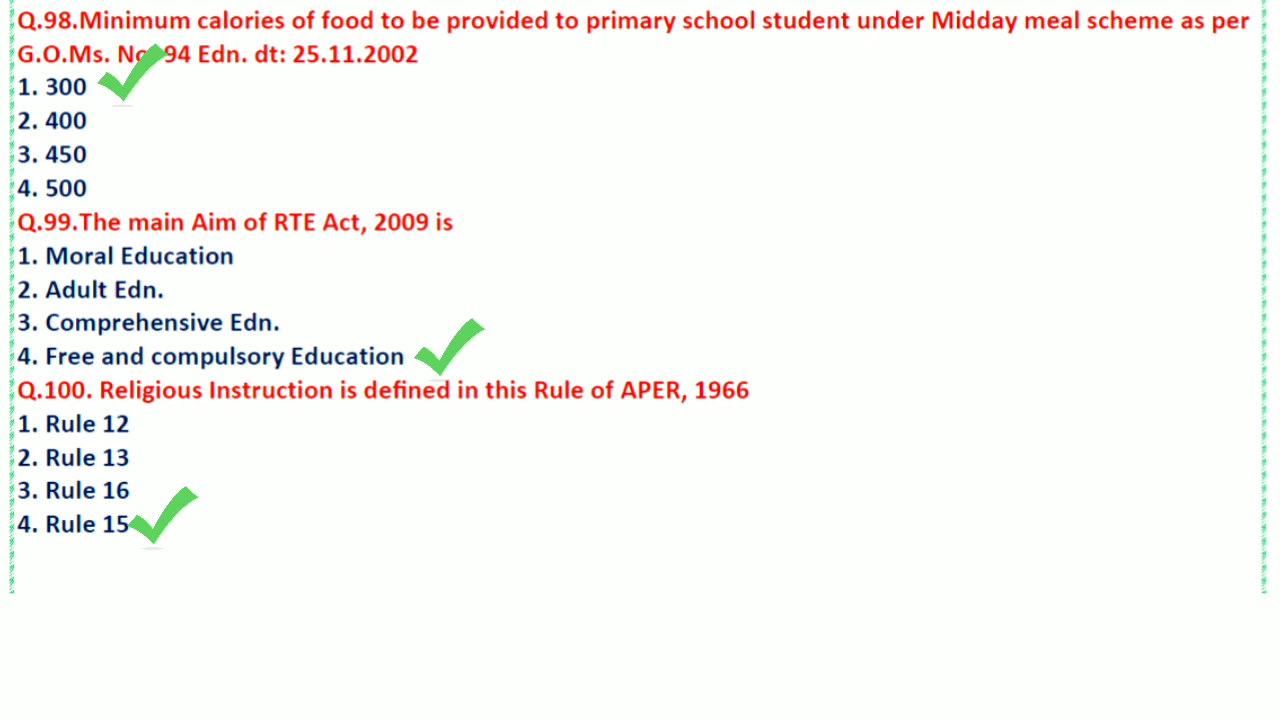 Q.98.Minimum calories of food to be provided to primary school student under Midday meal scheme as per
G.O.Ms. No. 94 Edn. dt: 25.11.2002
1. 300
2. 400
3. 450
4. 500
Q.99.The main Aim of RTE Act, 2009 is
1. Moral Education
2. Adult Edn.
3. Comprehensive Edn.
4. Free and compulsory Education
Q.100. Religious Instruction is defined in this Rule of APER, 1966
1. Rule 12
2. Rule 13
3. Rule 16
4. Rule 15